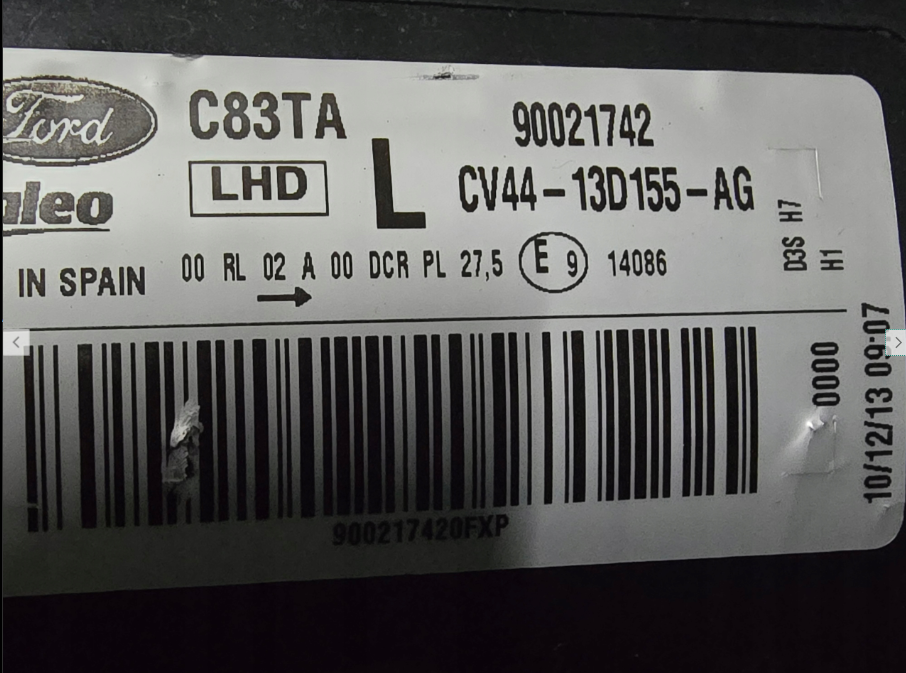 Ford
C83TA
90021742
LHD
L
CV44-13D155-AG
aleo
IN SPAIN
00 RL 02 A 00 DCR PL 27,5
E 9
14086
D3S H7
H1
0000
10/12/13 09:07
900217420FXP